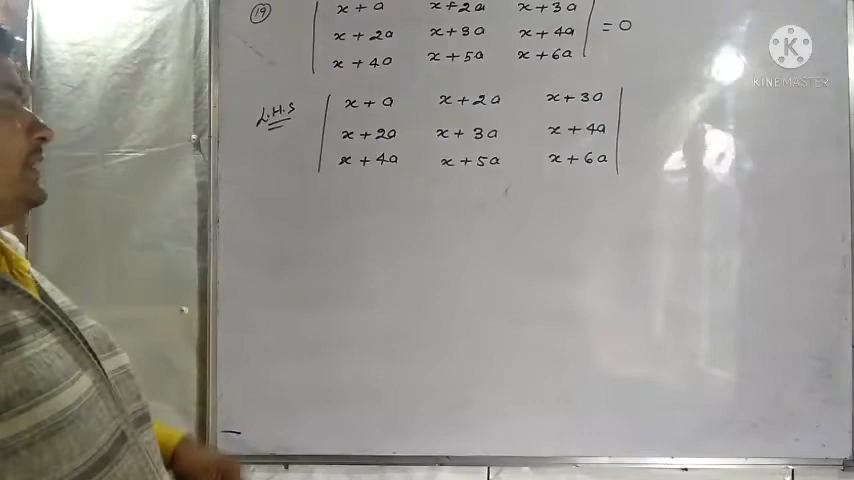 19 | x + a x + 2a x + 3a |
| x + 2a x + 3a x + 4a | = 0
| x + 4a x + 5a x + 6a |
K
KINEMASTER
L.H.S | x + a x + 2a x + 3a |
| x + 2a x + 3a x + 4a |
| x + 4a x + 5a x + 6a |